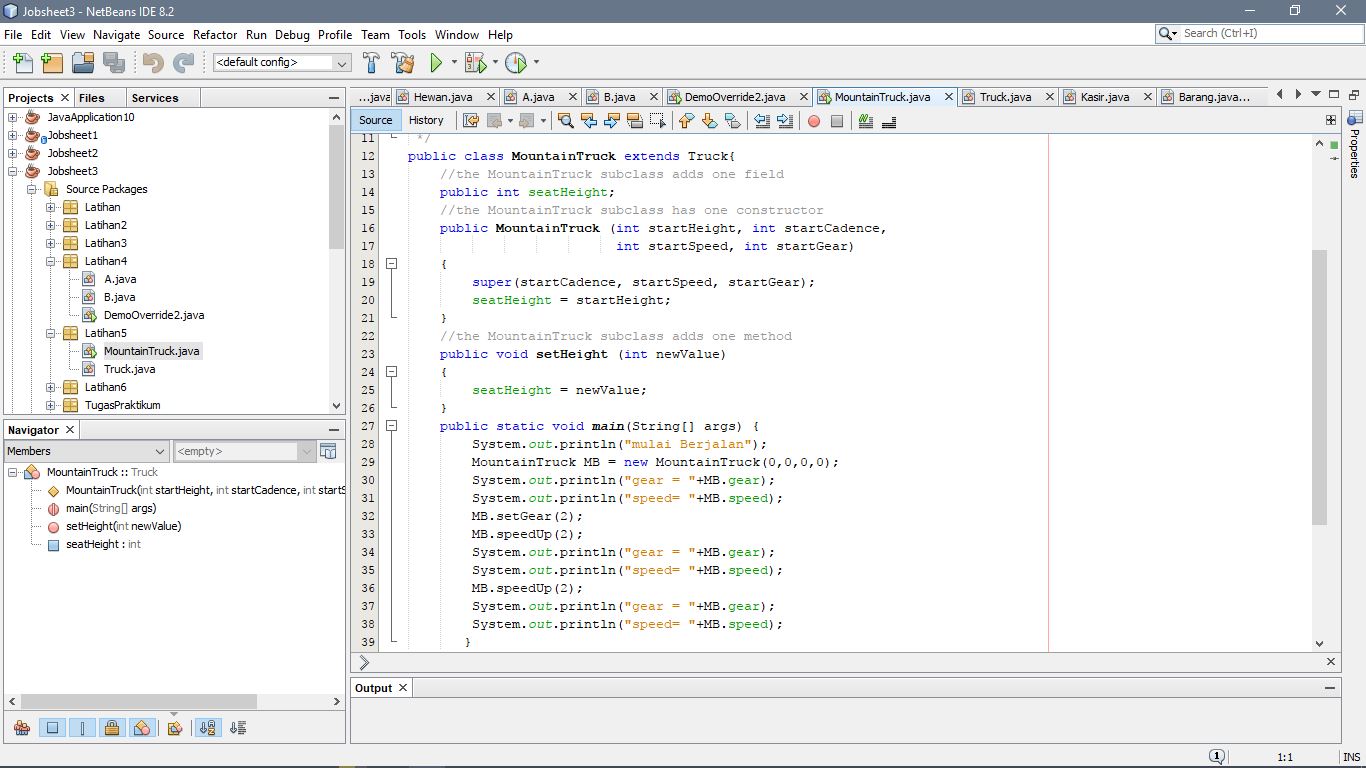 Jobsheet3 - NetBeans IDE 8.2
File Edit View Navigate Source Refactor Run Debug Profile Team Tools Window Help
Search (Ctrl+I)
<default config>
Projects Files Services
JavaApplication10
Jobsheet1
Jobsheet2
Jobsheet3
Source Packages
Latihan
Latihan2
Latihan3
Latihan4
A.java
B.java
DemoOverride2.java
Latihan5
MountainTruck.java
Truck.java
Latihan6
TugasPraktikum
Navigator
Members
<empty>
MountainTruck :: Truck
MountainTruck(int startHeight, int startCadence, int startS
main(String[] args)
setHeight(int newValue)
seatHeight : int
...java Hewan.java A.java B.java DemoOverride2.java MountainTruck.java Truck.java Kasir.java Barang.java...
Source History
11 */
12 public class MountainTruck extends Truck{
13 //the MountainTruck subclass adds one field
14 public int seatHeight;
15 //the MountainTruck subclass has one constructor
16 public MountainTruck (int startHeight, int startCadence,
17 int startSpeed, int startGear)
18 {
19 super(startCadence, startSpeed, startGear);
20 seatHeight = startHeight;
21 }
22 //the MountainTruck subclass adds one method
23 public void setHeight (int newValue)
24 {
25 seatHeight = newValue;
26 }
27 public static void main(String[] args) {
28 System.out.println("mulai Berjalan");
29 MountainTruck MB = new MountainTruck(0,0,0,0);
30 System.out.println("gear = "+MB.gear);
31 System.out.println("speed= "+MB.speed);
32 MB.setGear(2);
33 MB.speedUp(2);
34 System.out.println("gear = "+MB.gear);
35 System.out.println("speed= "+MB.speed);
36 MB.speedUp(2);
37 System.out.println("gear = "+MB.gear);
38 System.out.println("speed= "+MB.speed);
39 }
Output
Properties
1
1:1
INS